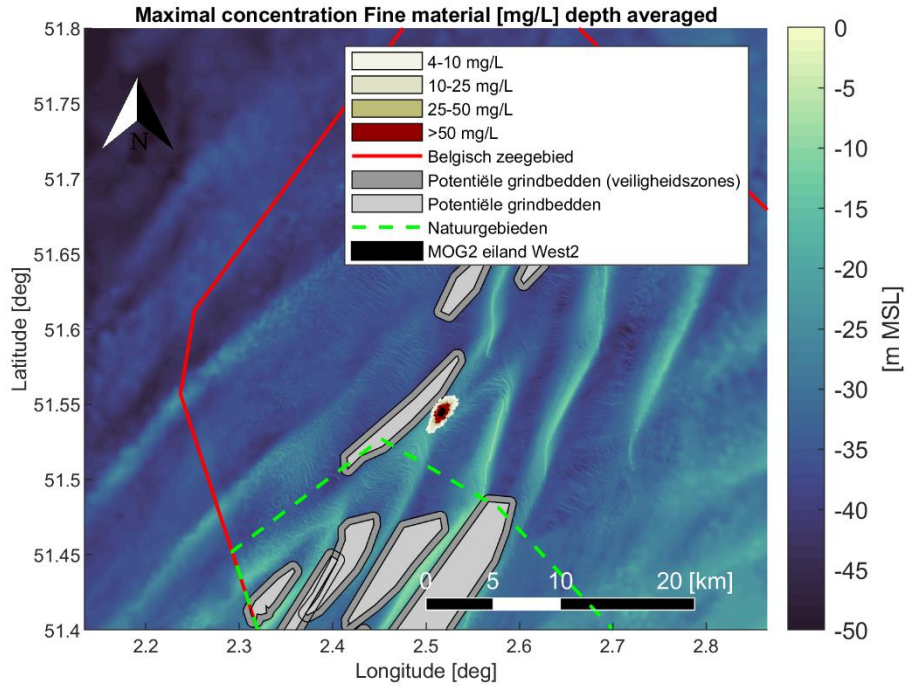 Maximal concentration Fine material [mg/L] depth averaged
51.8
51.75
51.7
51.65
51.6
51.55
51.5
51.45
51.4
Latitude [deg]
N
4-10 mg/L
10-25 mg/L
25-50 mg/L
>50 mg/L
Belgisch zeegebied
Potentiële grindbedden (veiligheidszones)
Potentiële grindbedden
Natuurgebieden
MOG2 eiland West2
0 5 10 20 [km]
2.2 2.3 2.4 2.5 2.6 2.7 2.8
Longitude [deg]
0
-5
-10
-15
-20
-25
-30
-35
-40
-45
-50
[m MSL]